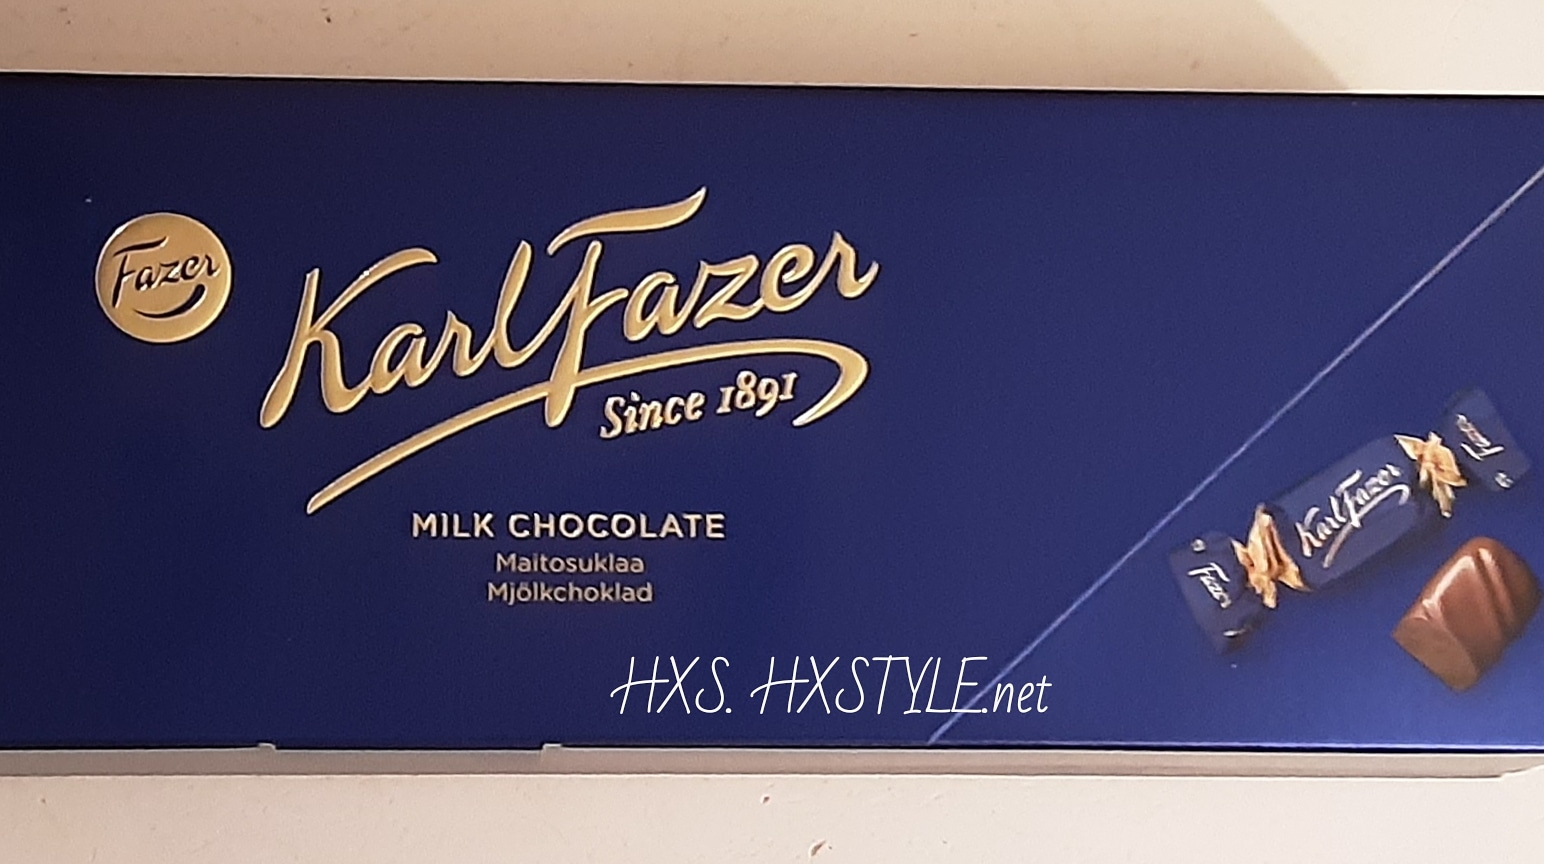 Fazer
Karl Fazer
Since 1891
MILK CHOCOLATE
Maitosuklaa
Mjölkchoklad
Fazer
Karl Fazer
Fazer
HXS. HXSTYLE.net